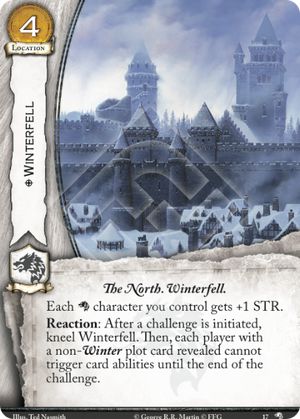 4
LOCATION
WINTERFELL
The North. Winterfell.
Each character you control gets +1 STR.
Reaction: After a challenge is initiated,
kneel Winterfell. Then, each player with
a non-Winter plot card revealed cannot
trigger card abilities until the end of the
challenge.
Illus. Ted Nasmith
© George R.R. Martin © FFG
17